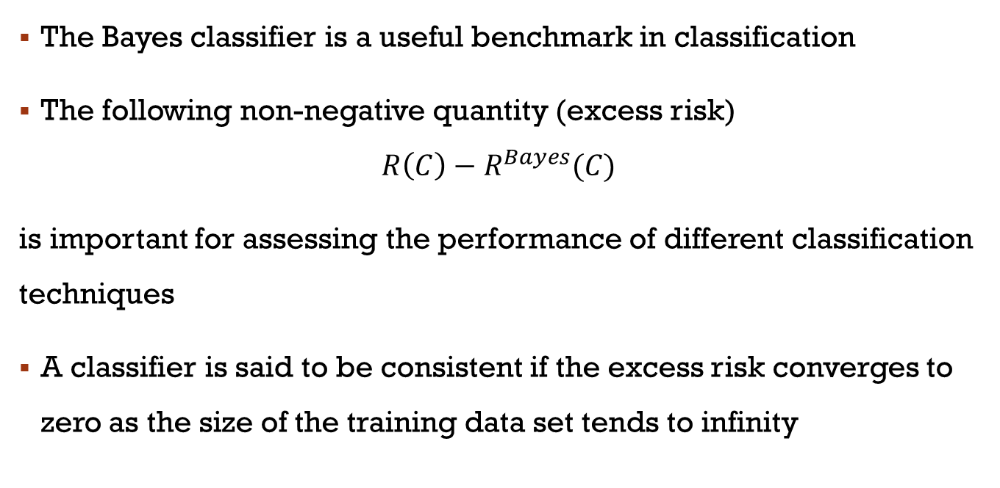 ▪ The Bayes classifier is a useful benchmark in classification
▪ The following non-negative quantity (excess risk)
R(C) − R^{Bayes}(C)
is important for assessing the performance of different classification
techniques
▪ A classifier is said to be consistent if the excess risk converges to
zero as the size of the training data set tends to infinity